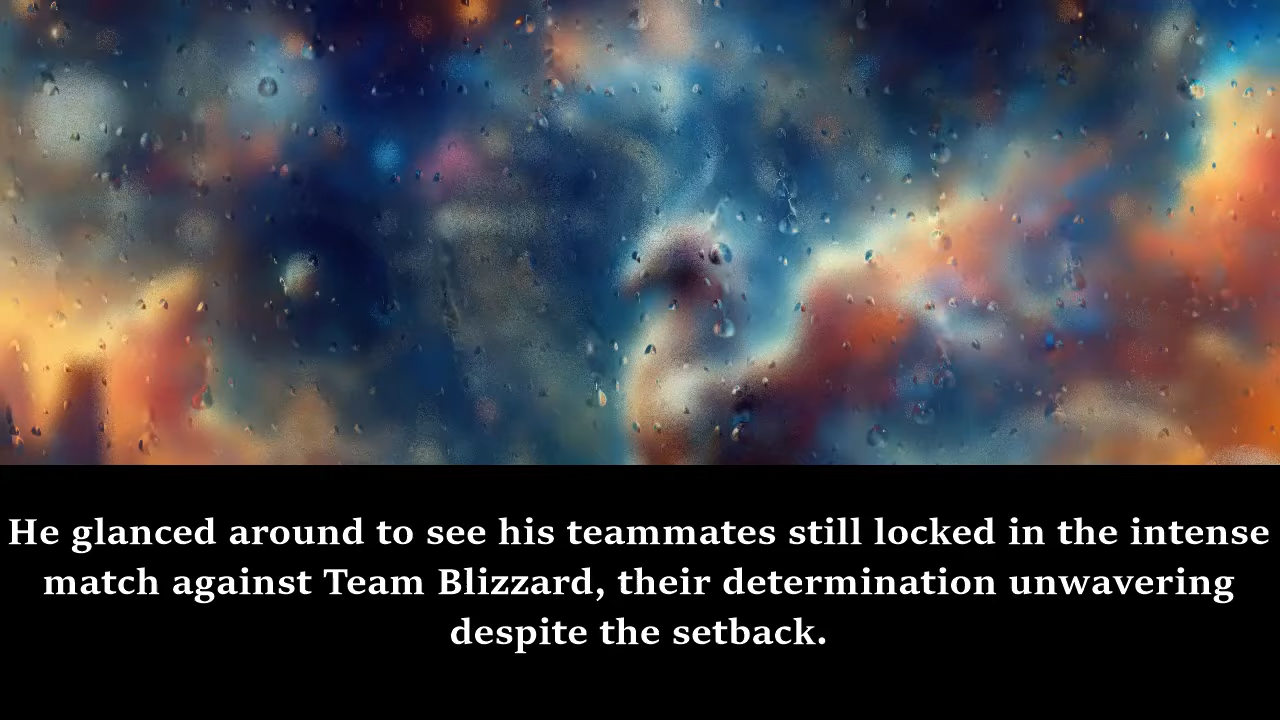 He glanced around to see his teammates still locked in the intense
match against Team Blizzard, their determination unwavering
despite the setback.